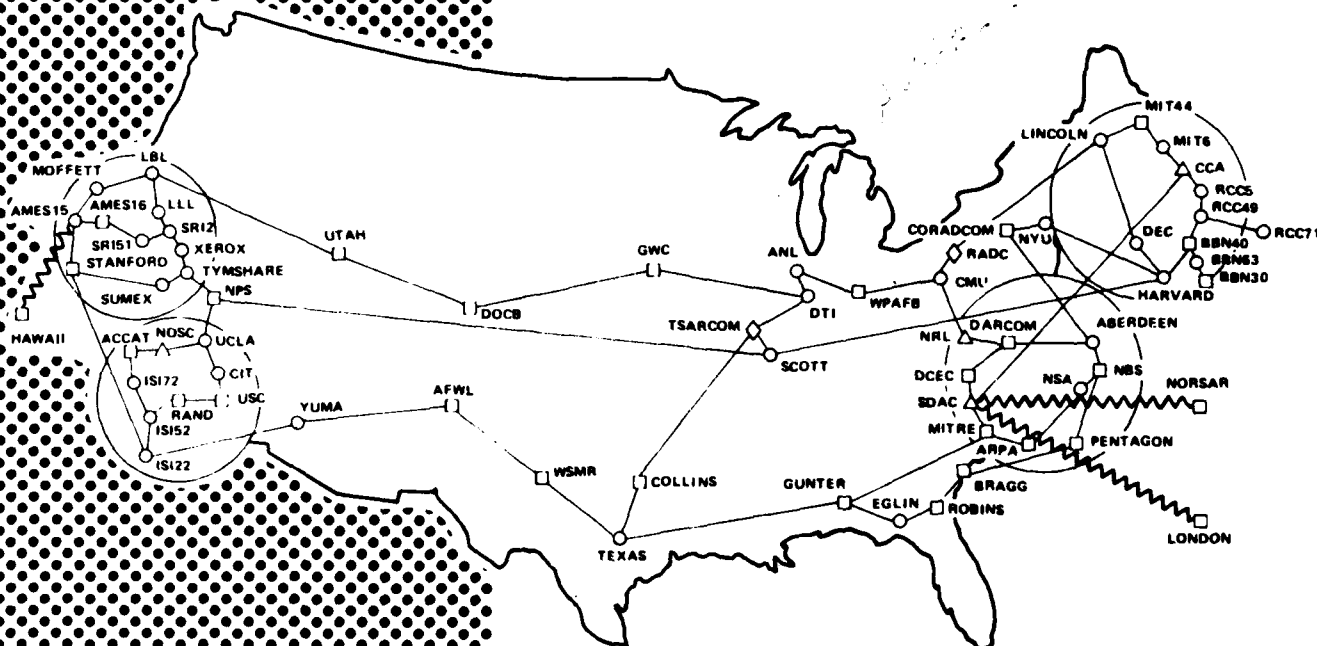 MIT44
LINCOLN
MIT6
CCA
RCC5
RCC49
RCC71
DEC
BBN40
BBN63
BBN30
HARVARD
CORADCOM
NYU
RADC
CMU
LBL
MOFFETT
AMES15
AMES16
LLL
SRI2
SRI51
XEROX
STANFORD
TYMSHARE
SUMEX
NPS
HAWAII
UTAH
DOCB
GWC
ANL
DTI
WPAFB
TSARCOM
SCOTT
ACCAT
NOSC
UCLA
CIT
ISI72
RAND
USC
ISI52
ISI22
YUMA
AFWL
WSMR
TEXAS
COLLINS
GUNTER
EGLIN
ROBINS
BRAGG
NRL
DARCOM
ABERDEEN
DCEC
NSA
NBS
SDAC
NORSAR
MITRE
ARPA
PENTAGON
LONDON